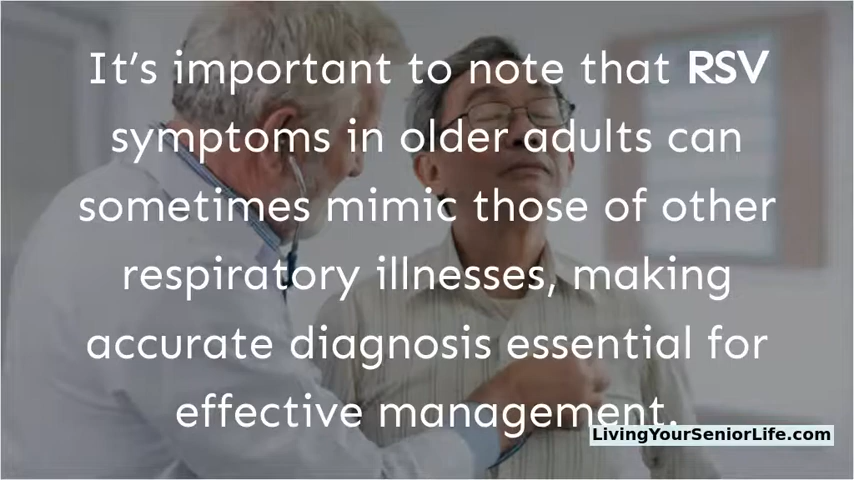 It’s important to note that RSV
symptoms in older adults can
sometimes mimic those of other
respiratory illnesses, making
accurate diagnosis essential for
effective management.
LivingYourSeniorLife.com